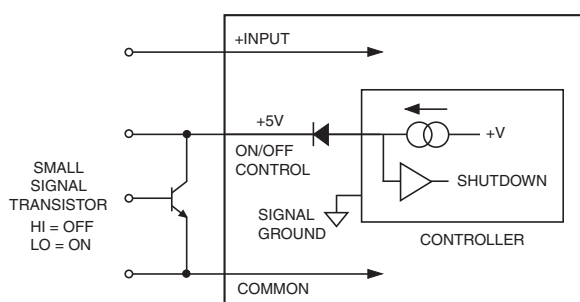 +INPUT
+5V
ON/OFF
CONTROL
+V
SHUTDOWN
SMALL
SIGNAL
TRANSISTOR
HI = OFF
LO = ON
SIGNAL
GROUND
CONTROLLER
COMMON